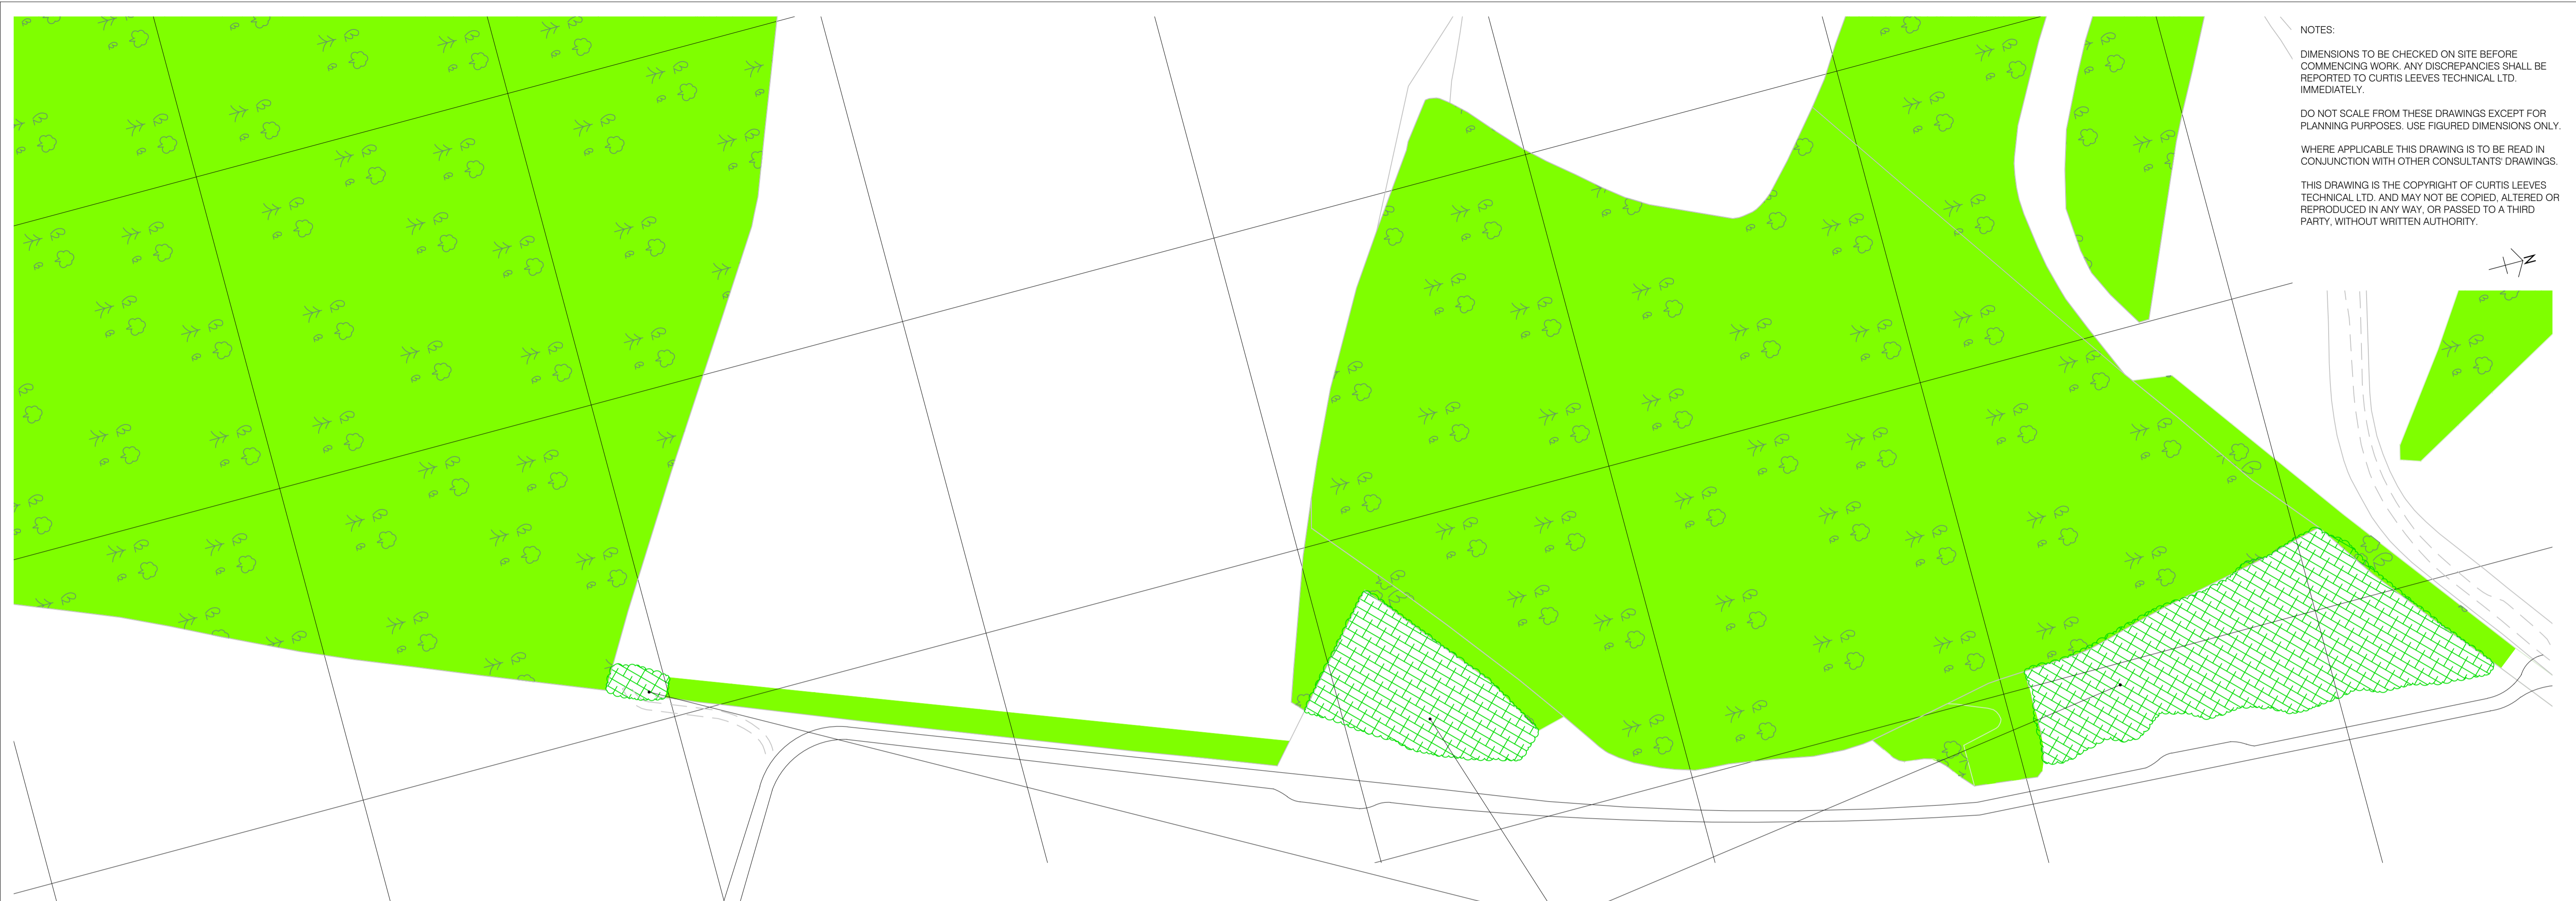 NOTES:
DIMENSIONS TO BE CHECKED ON SITE BEFORE
COMMENCING WORK. ANY DISCREPANCIES SHALL BE
REPORTED TO CURTIS LEEVES TECHNICAL LTD.
IMMEDIATELY.
DO NOT SCALE FROM THESE DRAWINGS EXCEPT FOR
PLANNING PURPOSES. USE FIGURED DIMENSIONS ONLY.
WHERE APPLICABLE THIS DRAWING IS TO BE READ IN
CONJUNCTION WITH OTHER CONSULTANTS' DRAWINGS.
THIS DRAWING IS THE COPYRIGHT OF CURTIS LEEVES
TECHNICAL LTD. AND MAY NOT BE COPIED, ALTERED OR
REPRODUCED IN ANY WAY, OR PASSED TO A THIRD
PARTY, WITHOUT WRITTEN AUTHORITY.
N